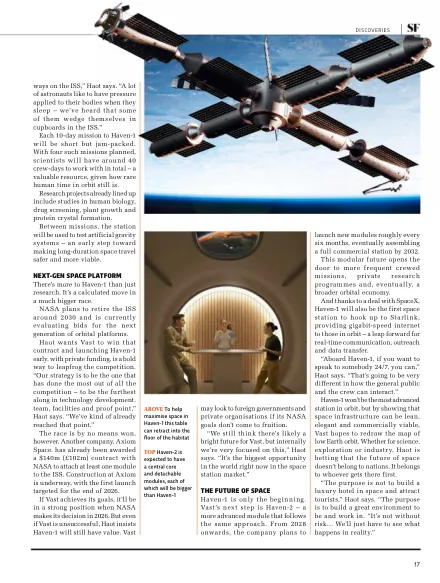 DISCOVERIES
SF
ways on the ISS,” Haot says. “A lot
of astronauts like to have pressure
applied to their bodies when they
sleep – we’ve heard that some
of them wedge themselves in
cupboards in the ISS.”
Each 10-day mission to Haven-1
will be short but jam-packed.
With four such missions planned,
scientists will have around 40
crew-days to work with in total – a
valuable resource, given how rare
human time in orbit still is.
Research projects already lined up
include studies in human biology,
drug screening, plant growth and
protein crystal formation.
Between missions, the station
will be used to test artificial gravity
systems – an early step toward
making long-duration space travel
safer and more viable.
NEXT-GEN SPACE PLATFORM
There’s more to Haven-1 than just
research. It’s a calculated move in
a much bigger race.
NASA plans to retire the ISS
around 2030 and is currently
evaluating bids for the next
generation of orbital platforms.
Haot wants Vast to win that
contract and launching Haven-1
early, with private funding, is a bold
way to leapfrog the competition.
“Our strategy is to be the one that
has done the most out of all the
competition – to be the furthest
along in technology development,
team, facilities and proof point,”
Haot says. “We’ve kind of already
reached that point.”
The race is by no means won,
however. Another company, Axiom
Space, has already been awarded
a $140m (£102m) contract with
NASA to attach at least one module
to the ISS. Construction of Axiom
is underway, with the first launch
targeted for the end of 2026.
If Vast achieves its goals, it’ll be
in a strong position when NASA
makes its decision in 2026. But even
if Vast is unsuccessful, Haot insists
Haven-1 will still have value. Vast
ABOVE To help
maximise space in
Haven-1 this table
can retract into the
floor of the habitat
TOP Haven-2 is
expected to have
a central core
and detachable
modules, each of
which will be bigger
than Haven-1
may look to foreign governments and
private organisations if its NASA
goals don’t come to fruition.
“We still think there’s likely a
bright future for Vast, but internally
we’re very focused on this,” Haot
says. “It’s the biggest opportunity
in the world right now in the space
station market.”
THE FUTURE OF SPACE
Haven-1 is only the beginning.
Vast’s next step is Haven-2 – a
more advanced module that follows
the same approach. From 2028
onwards, the company plans to
launch new modules roughly every
six months, eventually assembling
a full commercial station by 2032.
This modular future opens the
door to more frequent crewed
missions, private research
programmes and, eventually, a
broader orbital economy.
And thanks to a deal with SpaceX,
Haven-1 will also be the first space
station to hook up to Starlink,
providing gigabit-speed internet
to those in orbit – a leap forward for
real-time communication, outreach
and data transfer.
“Aboard Haven-1, if you want to
speak to somebody 24/7, you can,”
Haot says. “That’s going to be very
different in how the general public
and the crew can interact.”
Haven-1 won’t be the most advanced
station in orbit, but by showing that
space infrastructure can be lean,
elegant and commercially viable,
Vast hopes to redraw the map of
low Earth orbit. Whether for science,
exploration or industry, Haot is
betting that the future of space
doesn’t belong to nations. It belongs
to whoever gets there first.
“The purpose is not to build a
luxury hotel in space and attract
tourists,” Haot says. “The purpose is
to build a great environment to
be and work in. “It’s not without
risk... We’ll just have to see what
happens in reality.”
17